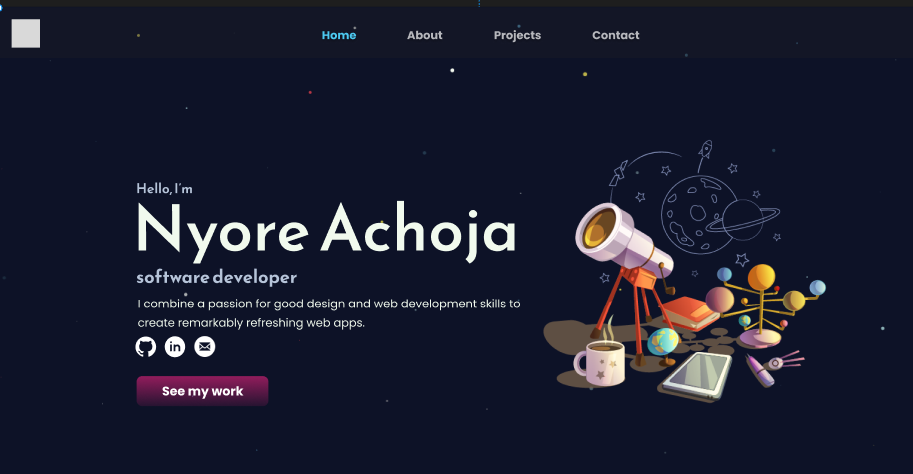 Home About Projects Contact
Hello, I'm
Nyore Achoja
software developer
I combine a passion for good design and web development skills to
create remarkably refreshing web apps.
in
See my work